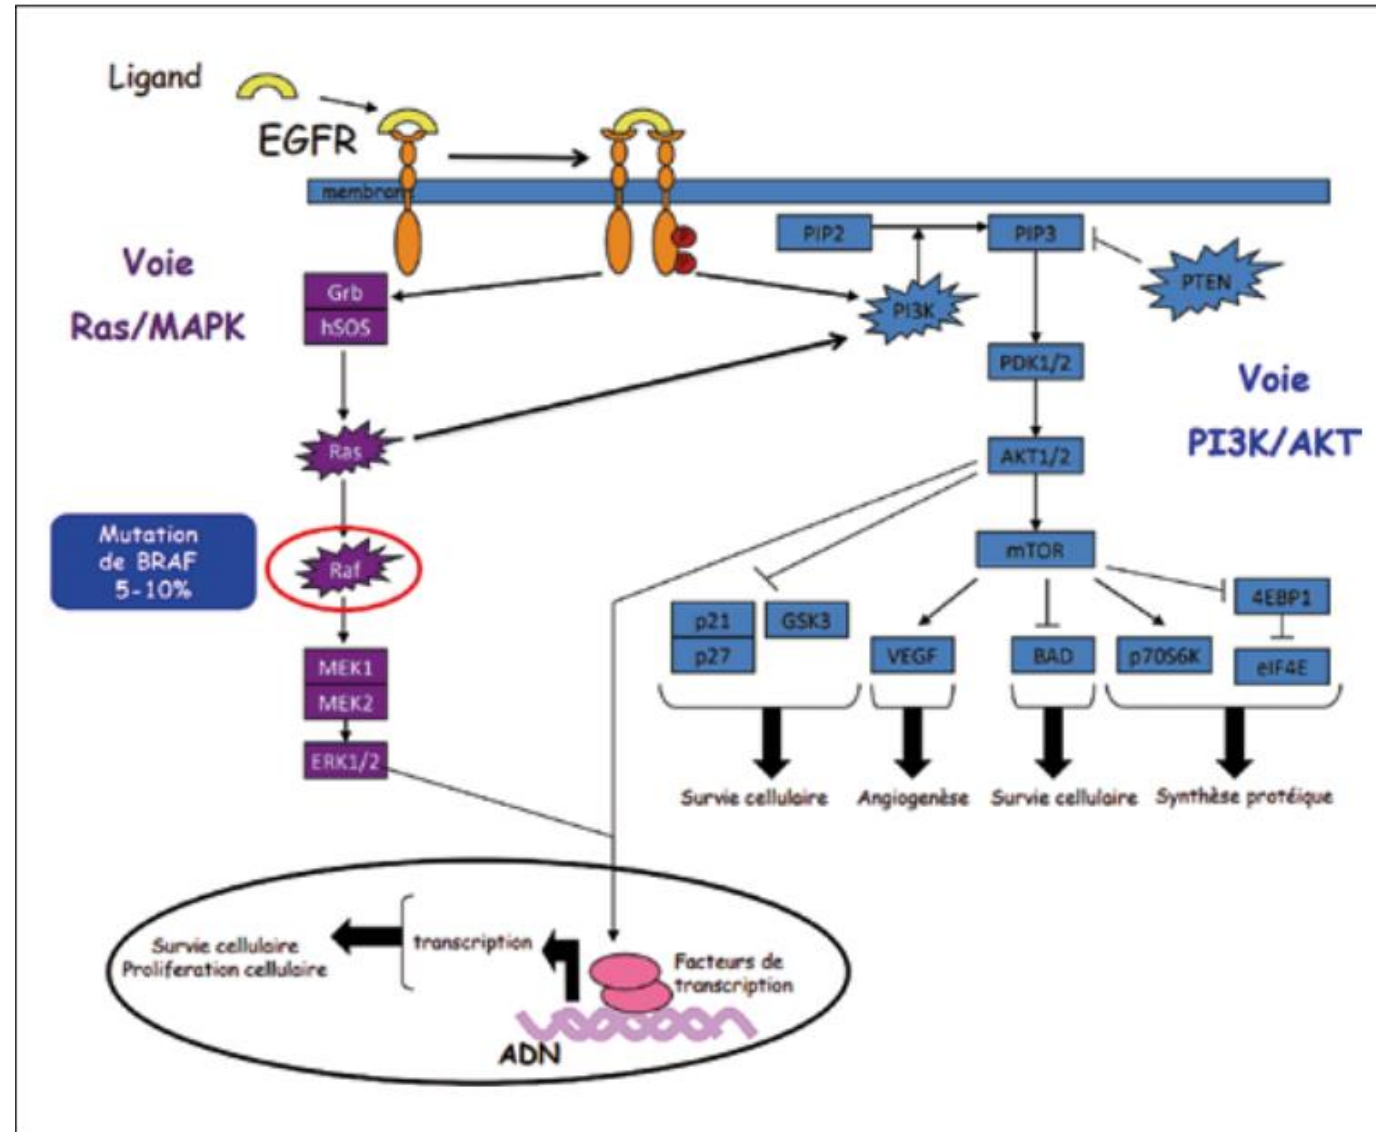 Ligand
EGFR
membran
Voie
Ras/MAPK
Grb
hSOS
P
P
PIP2
PIP3
PTEN
PI3K
PDK1/2
Voie
PI3K/AKT
Ras
AKT1/2
Mutation
de BRAF
5-10%
Raf
mTOR
4EBP1
p21
GSK3
p27
VEGF
BAD
p70S6K
eIF4E
MEK1
MEK2
ERK1/2
Survie cellulaire
Angiogenèse
Survie cellulaire
Synthèse protéique
Survie cellulaire
Proliferation cellulaire
transcription
Facteurs de
transcription
ADN